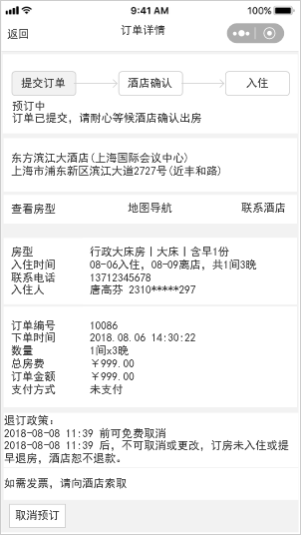 9:41 AM
100%
返回
订单详情
提交订单
酒店确认
入住
预订中
订单已提交，请耐心等候酒店确认出房
东方滨江大酒店(上海国际会议中心)
上海市浦东新区滨江大道2727号(近丰和路)
查看房型
地图导航
联系酒店
房型 行政大床房丨大床丨含早1份
入住时间 08-06入住，08-09离店，共1间3晚
联系电话 13712345678
入住人 唐高芬 2310*****297
订单编号 10086
下单时间 2018.08.06 14:30:22
数量 1间x3晚
总房费 ￥999.00
订单金额 ￥999.00
支付方式 未支付
退订政策：
2018-08-08 11:39 前可免费取消
2018-08-08 11:39 后，不可取消或更改，订房未入住或提
早退房，酒店恕不退款。
如需发票，请向酒店索取
取消预订